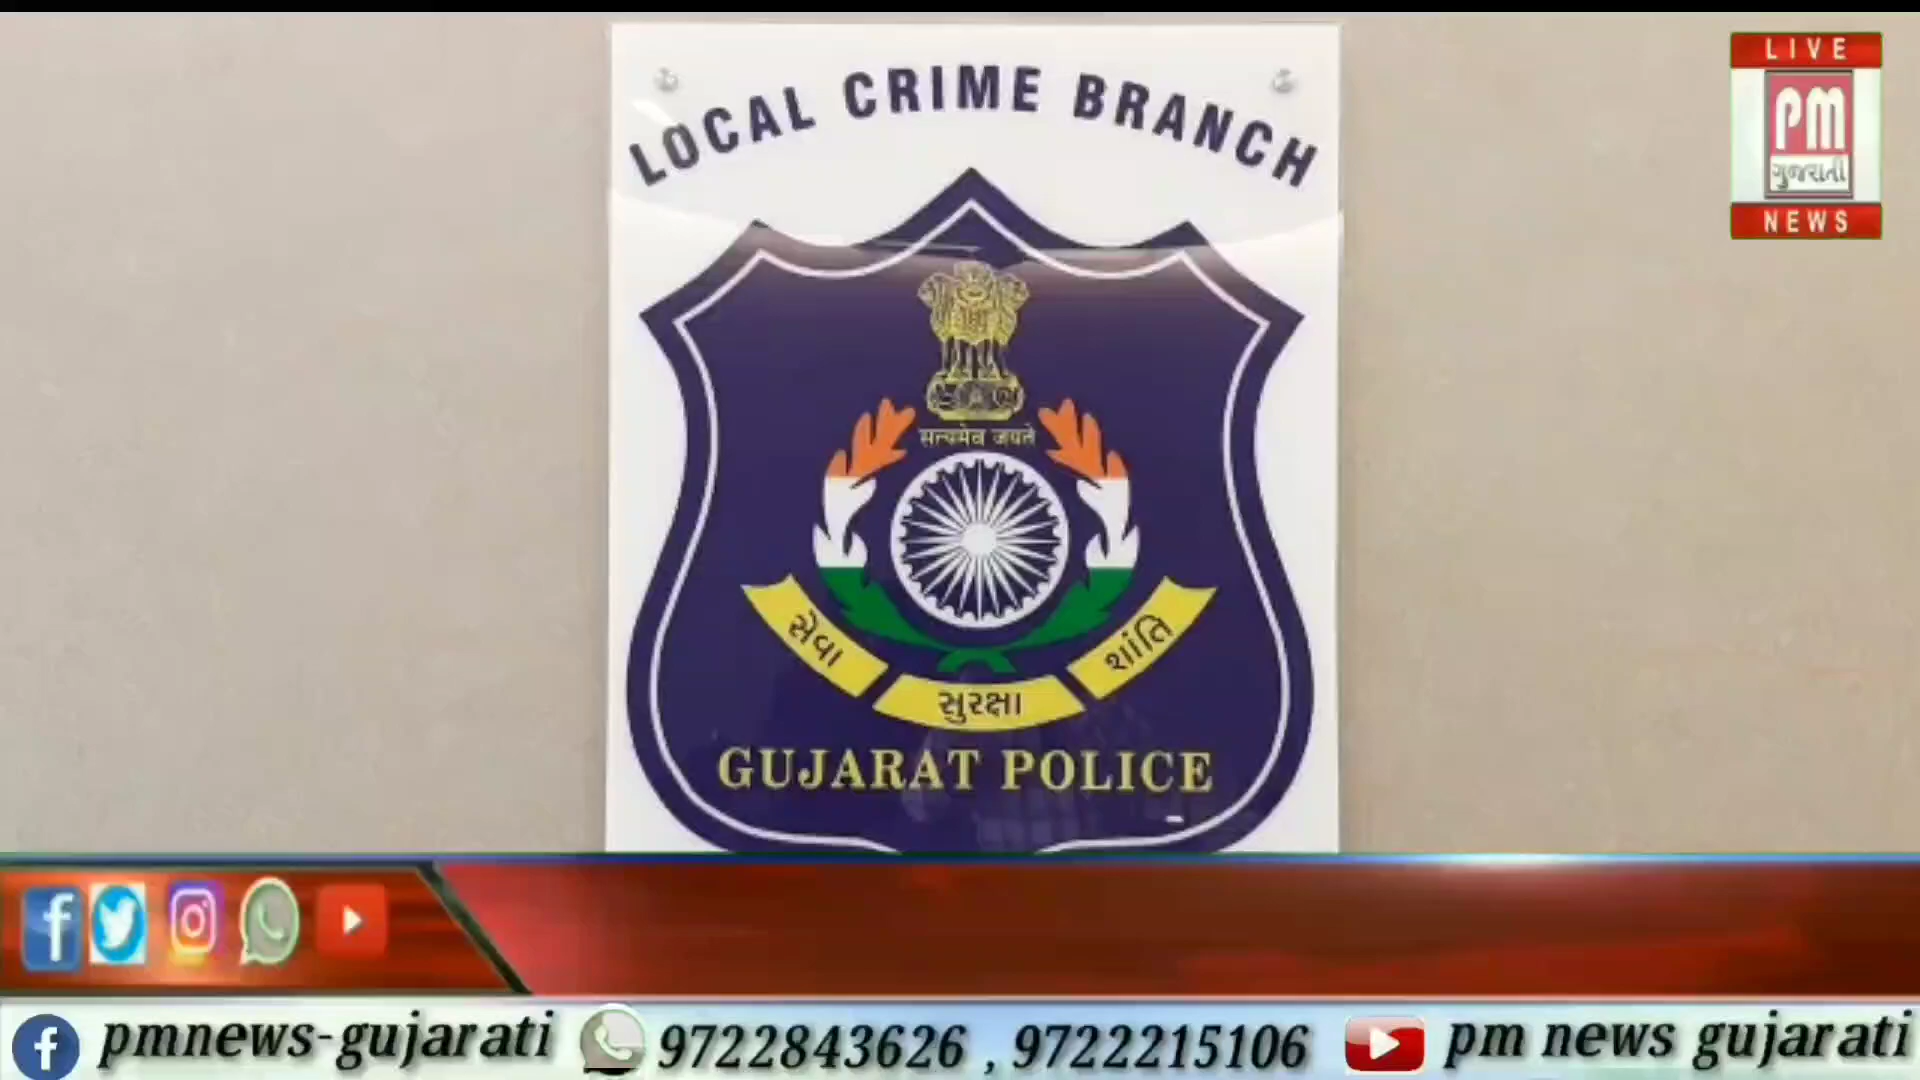 LOCAL CRIME BRANCH
LIVE
PM
ગુજરાતી
NEWS
सत्यमेव जयते
સેવા
સુરક્ષા
શાંતિ
GUJARAT POLICE
pmnews-gujarati
9722843626 , 9722215106
pm news gujarati